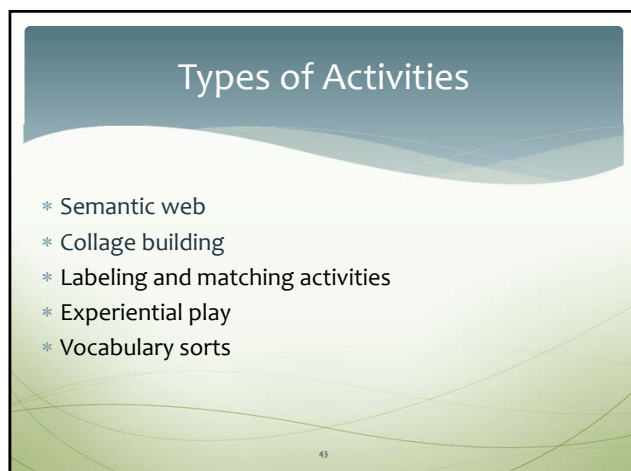 Types of Activities
* Semantic web
* Collage building
* Labeling and matching activities
* Experiential play
* Vocabulary sorts
43